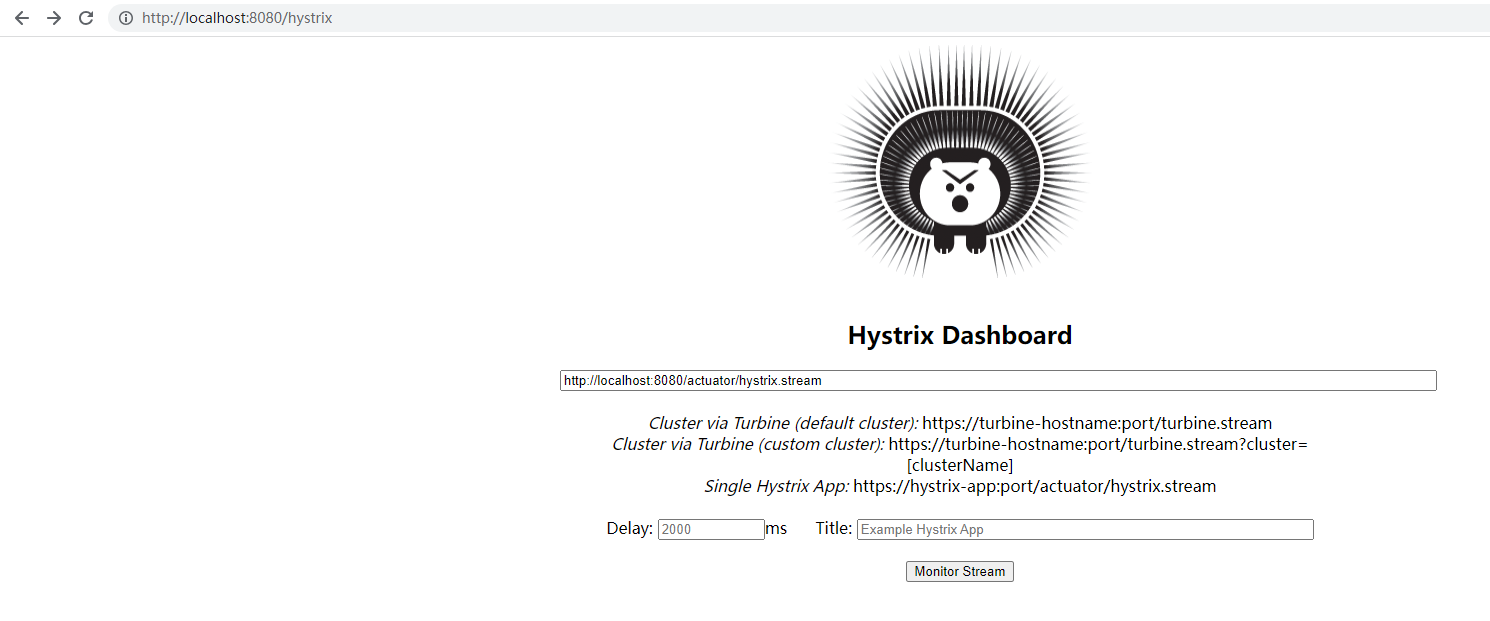 http://localhost:8080/hystrix
Hystrix Dashboard
http://localhost:8080/actuator/hystrix.stream
Cluster via Turbine (default cluster): https://turbine-hostname:port/turbine.stream
Cluster via Turbine (custom cluster): https://turbine-hostname:port/turbine.stream?cluster=
[clusterName]
Single Hystrix App: https://hystrix-app:port/actuator/hystrix.stream
Delay: 2000 ms Title: Example Hystrix App
Monitor Stream